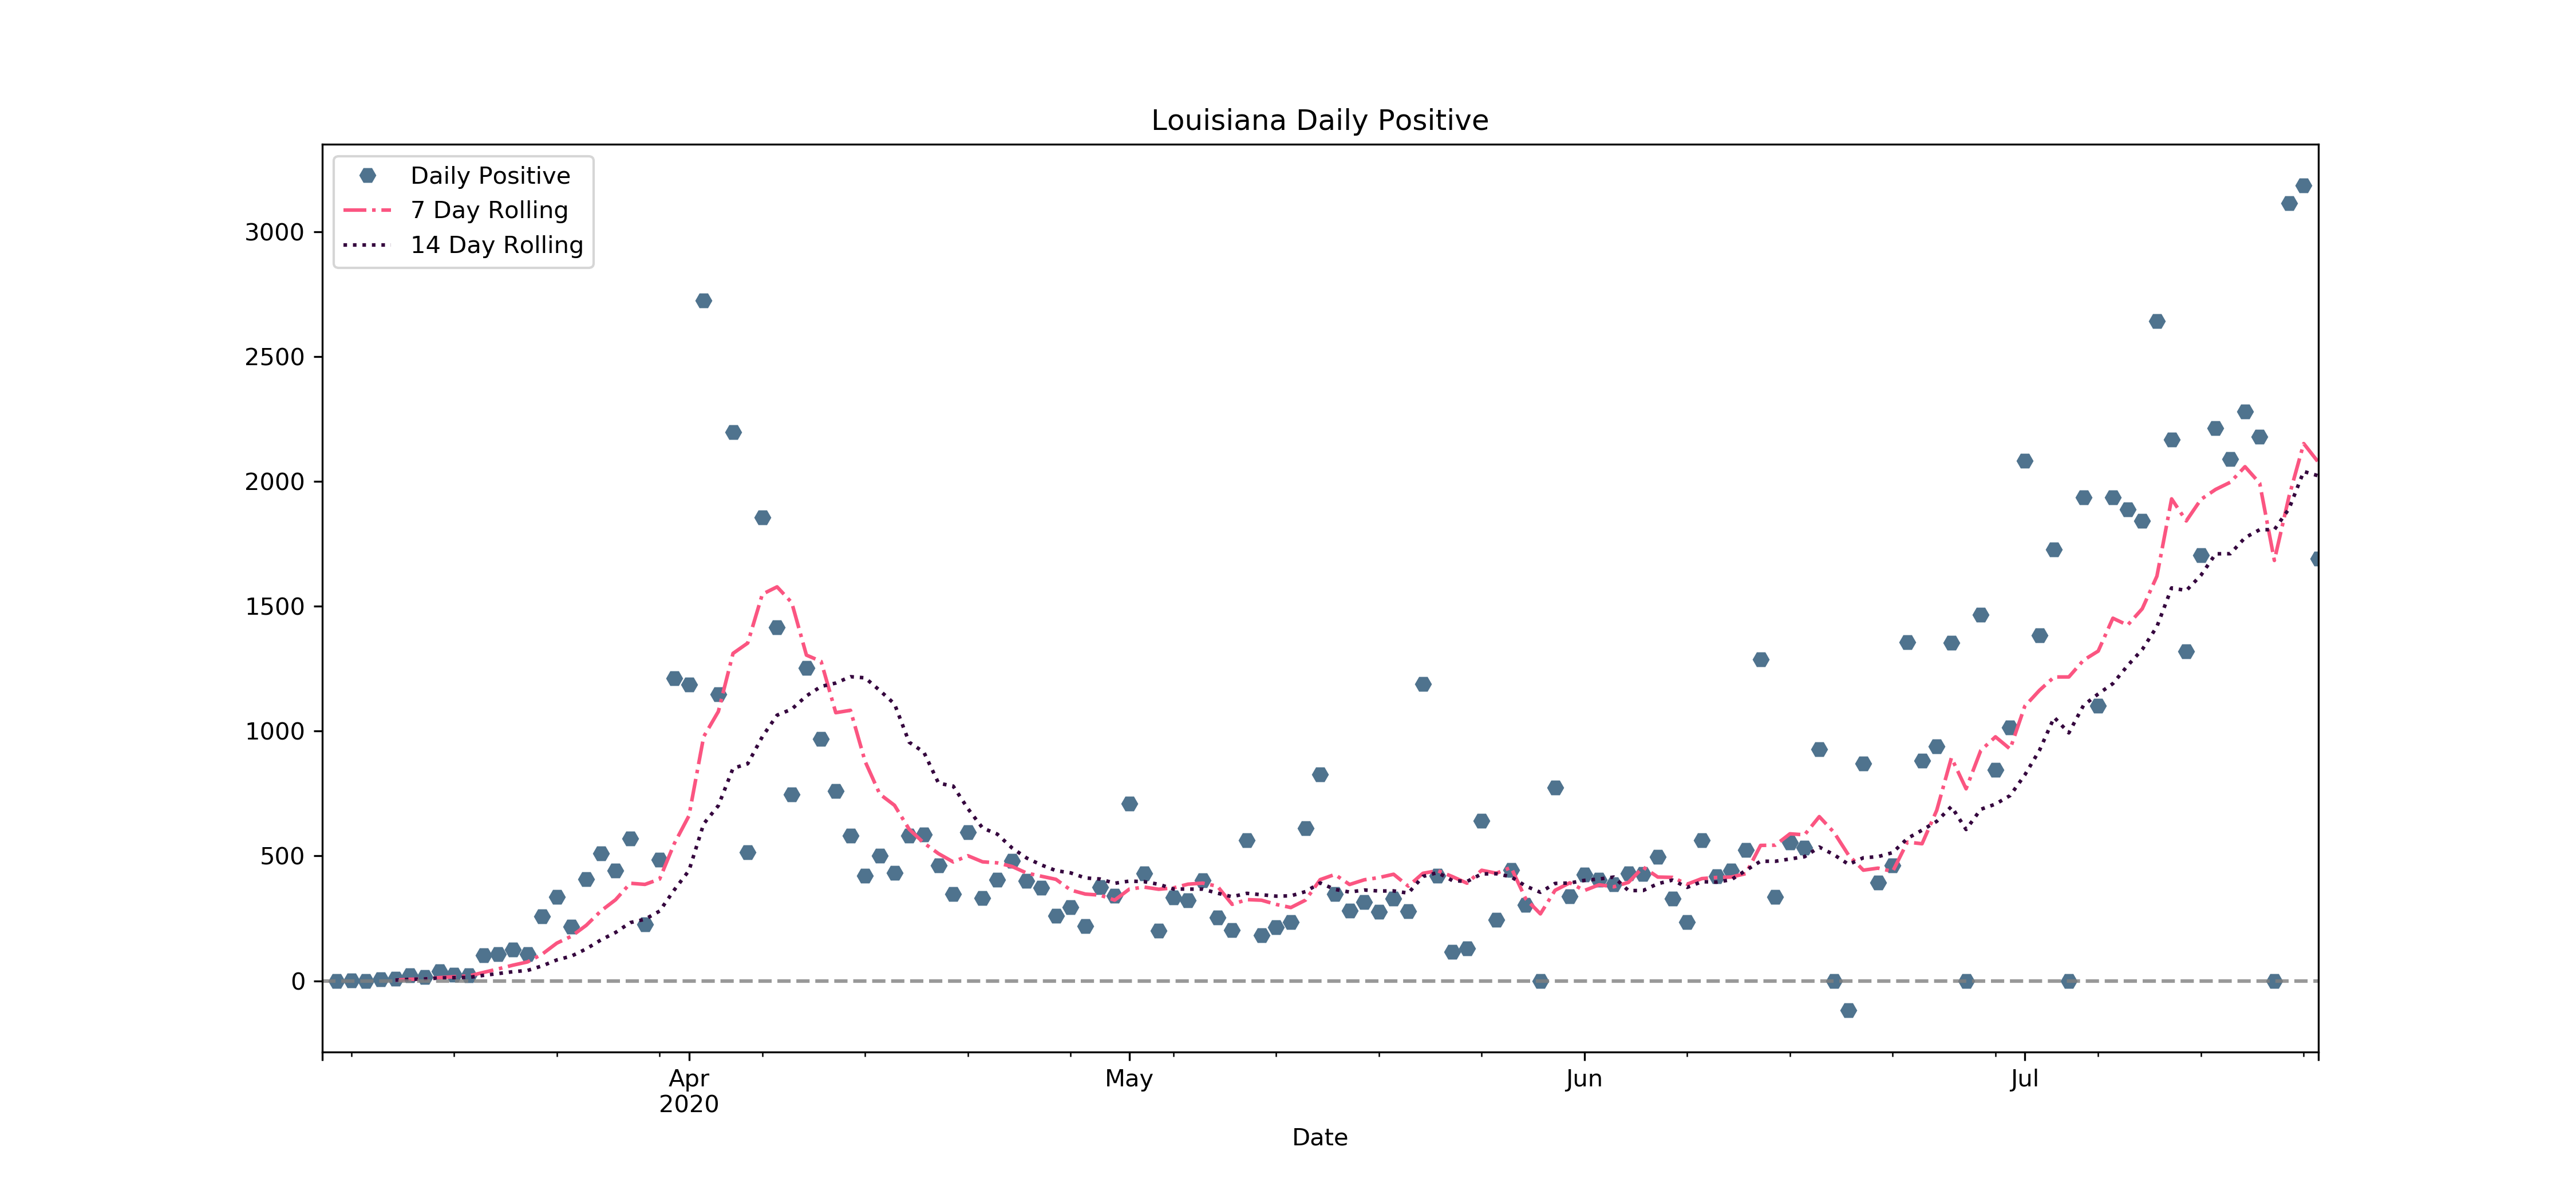 Louisiana Daily Positive
Daily Positive
7 Day Rolling
14 Day Rolling
3000
2500
2000
1500
1000
500
0
Apr
2020
May
Jun
Jul
Date